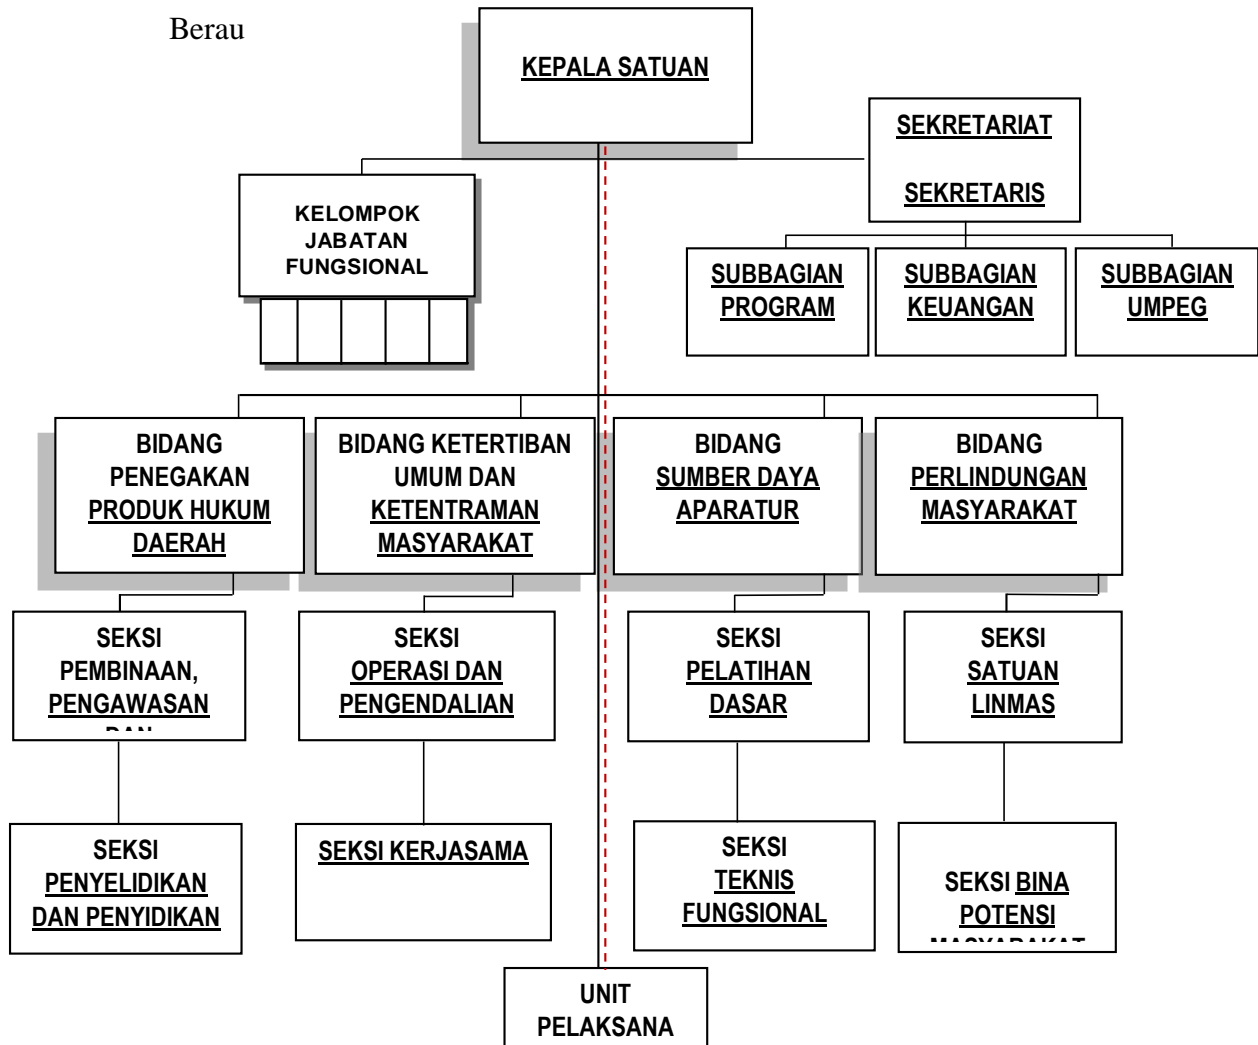 Berau
KEPALA SATUAN
SEKRETARIAT
SEKRETARIS
KELOMPOK
JABATAN
FUNGSIONAL
SUBBAGIAN
PROGRAM
SUBBAGIAN
KEUANGAN
SUBBAGIAN
UMPEG
BIDANG
PENEGAKAN
PRODUK HUKUM
DAERAH
BIDANG KETERTIBAN
UMUM DAN
KETENTRAMAN
MASYARAKAT
BIDANG
SUMBER DAYA
APARATUR
BIDANG
PERLINDUNGAN
MASYARAKAT
SEKSI
PEMBINAAN,
PENGAWASAN
DAN
SEKSI
OPERASI DAN
PENGENDALIAN
SEKSI
PELATIHAN
DASAR
SEKSI
SATUAN
LINMAS
SEKSI
PENYELIDIKAN
DAN PENYIDIKAN
SEKSI KERJASAMA
SEKSI
TEKNIS
FUNGSIONAL
SEKSI BINA
POTENSI
MASYARAKAT
UNIT
PELAKSANA